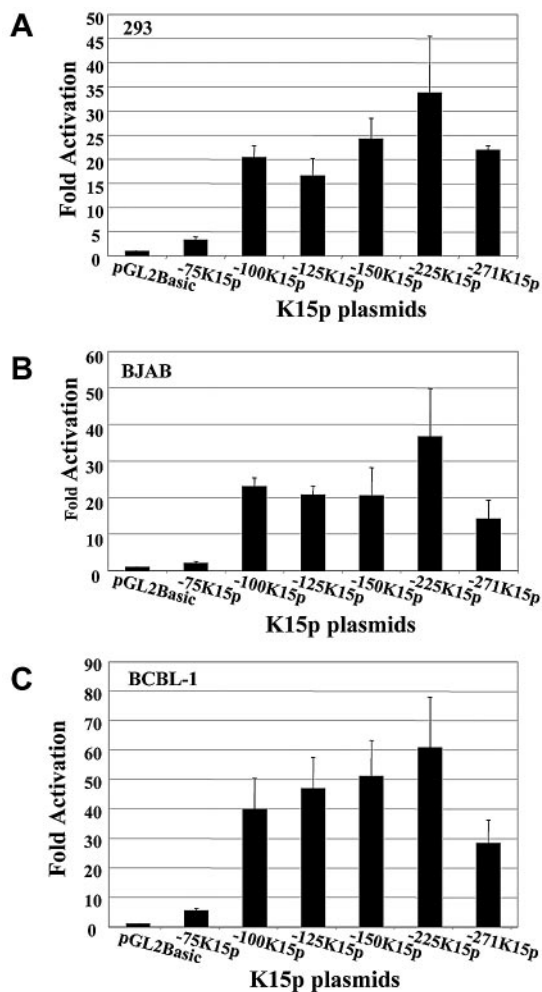 A
293
Fold Activation
50
45
40
35
30
25
20
15
10
5
0
pGL2Basic
-75K15p
-100K15p
-125K15p
-150K15p
-225K15p
-271K15p
K15p plasmids
B
BJAB
Fold Activation
60
50
40
30
20
10
0
pGL2Basic
-75K15p
-100K15p
-125K15p
-150K15p
-225K15p
-271K15p
K15p plasmids
C
BCBL-1
Fold Activation
90
80
70
60
50
40
30
20
10
0
pGL2Basic
-75K15p
-100K15p
-125K15p
-150K15p
-225K15p
-271K15p
K15p plasmids